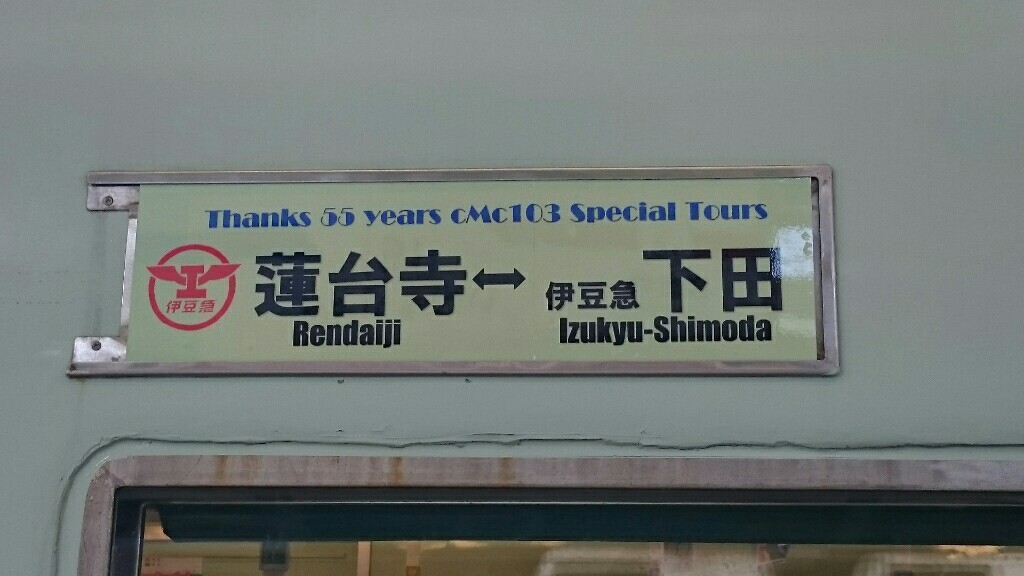 Thanks 55 years cMc103 Special Tours
伊豆急
蓮台寺↔伊豆急下田
Rendaiji Izukyu-Shimoda